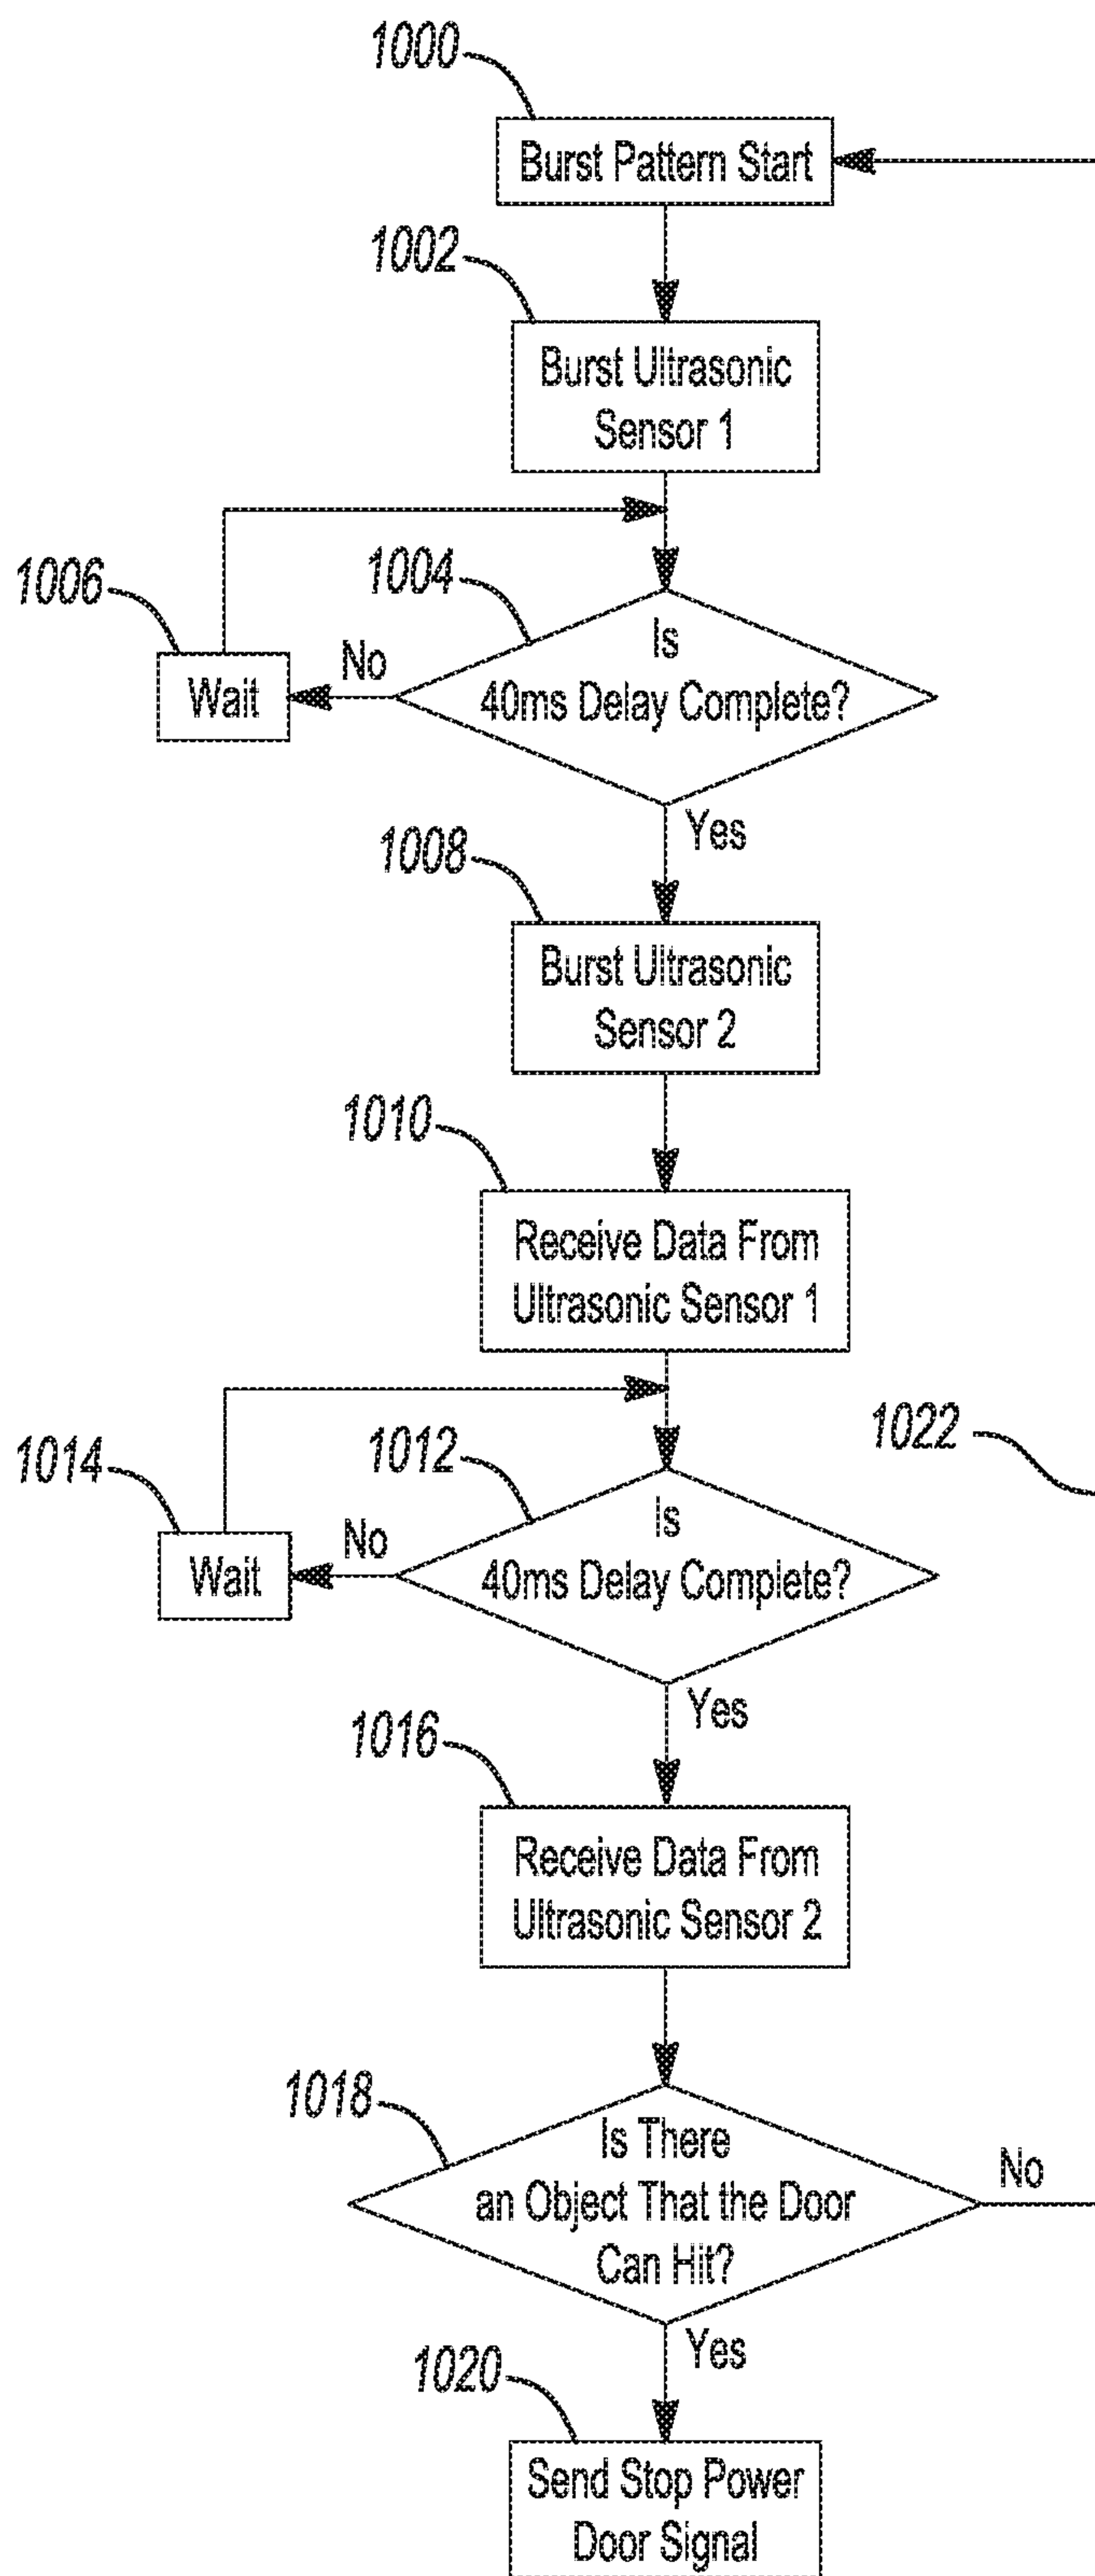 1000
Burst Pattern Start
1002
Burst Ultrasonic
Sensor 1
1004
Is
40ms Delay Complete?
No
1006
Wait
Yes
1008
Burst Ultrasonic
Sensor 2
1010
Receive Data From
Ultrasonic Sensor 1
1012
Is
40ms Delay Complete?
No
1014
Wait
1022
Yes
1016
Receive Data From
Ultrasonic Sensor 2
1018
Is There
an Object That the Door
Can Hit?
No
Yes
1020
Send Stop Power
Door Signal